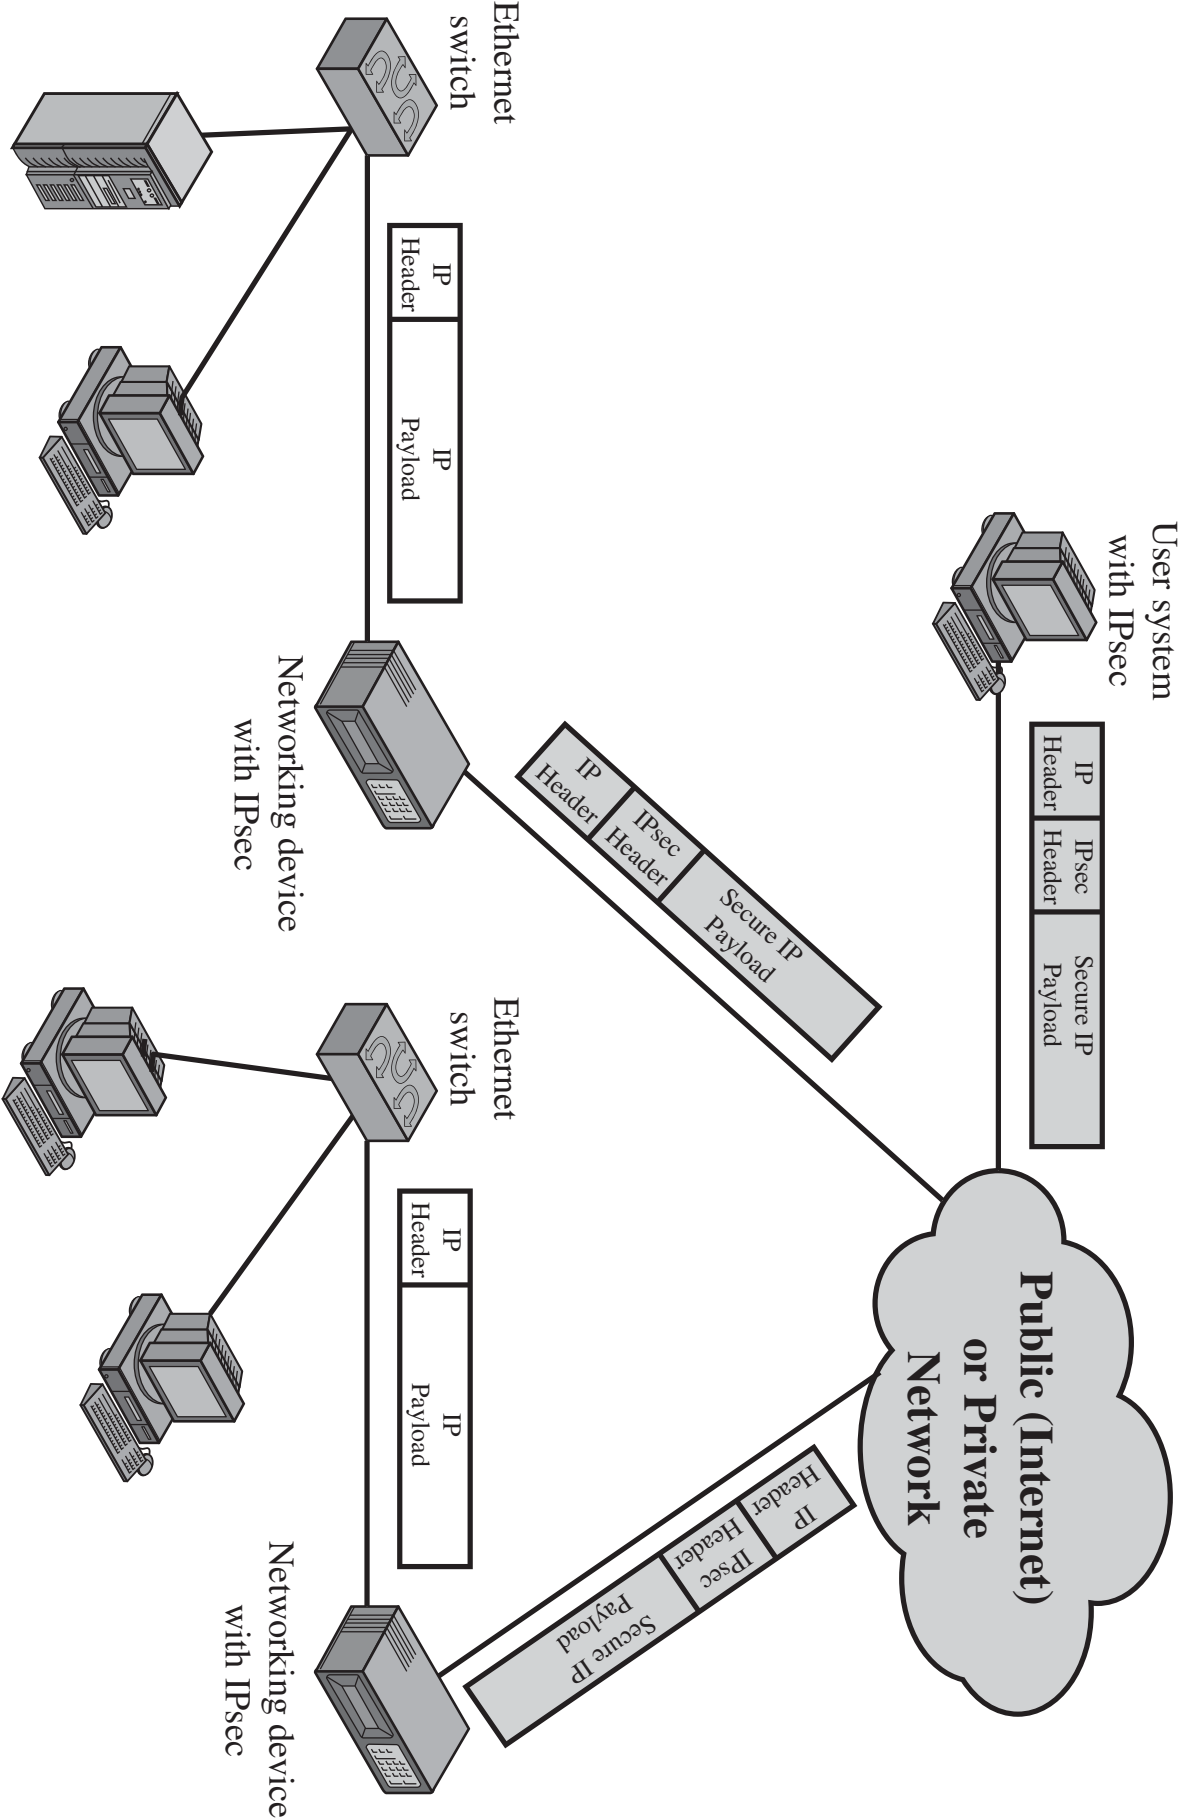 User system
with IPsec
IP
Header
IPsec
Header
Secure IP
Payload
Public (Internet)
or Private
Network
IP
Header
IPsec
Header
Secure IP
Payload
IP
Header
IPsec
Header
Secure IP
Payload
Ethernet
switch
IP
Header
IP
Payload
Networking device
with IPsec
Ethernet
switch
IP
Header
IP
Payload
Networking device
with IPsec